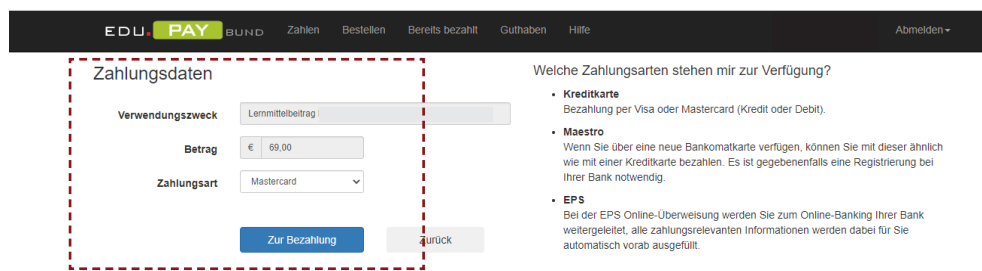 EDU. PAY BUND Zahlen Bestellen Bereits bezahlt Guthaben Hilfe Abmelden
Zahlungsdaten
Verwendungszweck Lernmittelbeitrag
Betrag € 69,00
Zahlungsart Mastercard
Zur Bezahlung Zurück
Welche Zahlungsarten stehen mir zur Verfügung?
• Kreditkarte
Bezahlung per Visa oder Mastercard (Kredit oder Debit).
• Maestro
Wenn Sie über eine neue Bankomatkarte verfügen, können Sie mit dieser ähnlich
wie mit einer Kreditkarte bezahlen. Es ist gegebenenfalls eine Registrierung bei
Ihrer Bank notwendig.
• EPS
Bei der EPS Online-Überweisung werden Sie zum Online-Banking Ihrer Bank
weitergeleitet, alle zahlungsrelevanten Informationen werden dabei für Sie
automatisch vorab ausgefüllt.